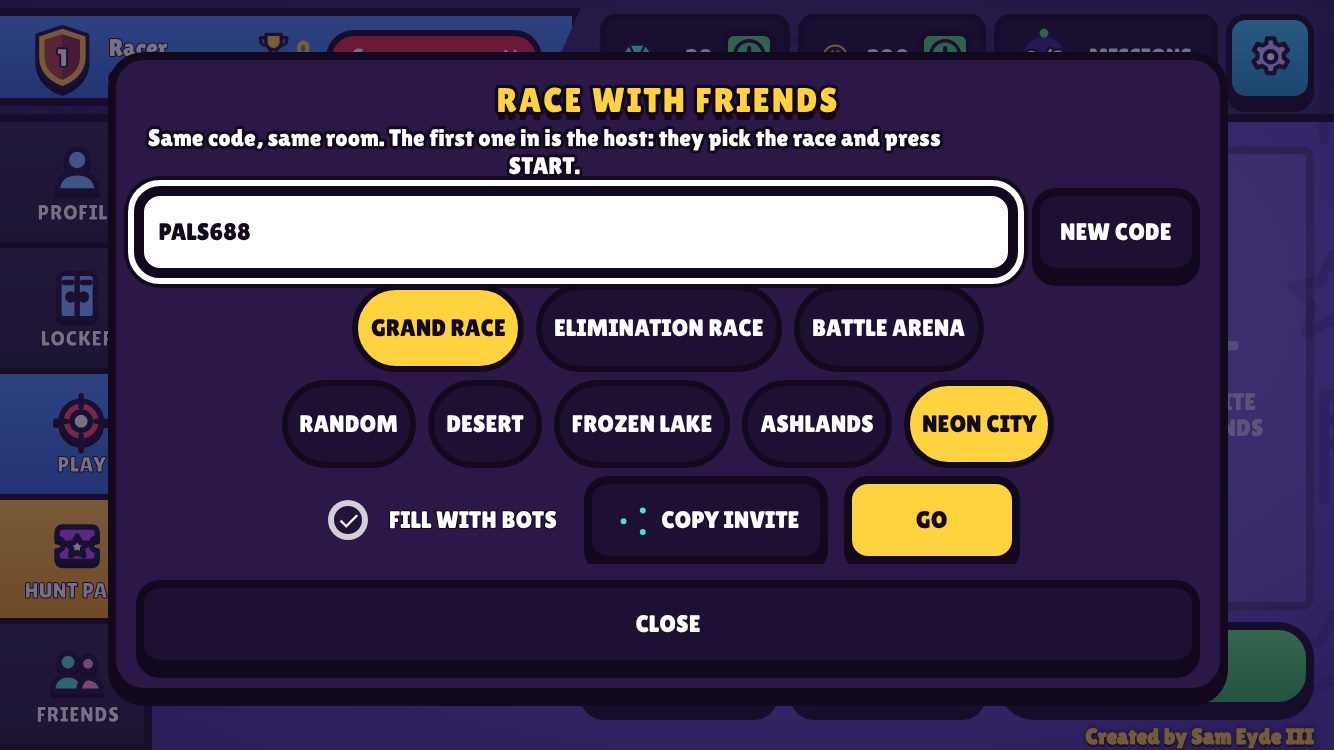 1
Racer
RACE WITH FRIENDS
Same code, same room. The first one in is the host: they pick the race and press
START.
PALS688
NEW CODE
GRAND RACE
ELIMINATION RACE
BATTLE ARENA
RANDOM
DESERT
FROZEN LAKE
ASHLANDS
NEON CITY
FILL WITH BOTS
COPY INVITE
GO
CLOSE
PROFIL
LOCKER
PLAY
HUNT PA
FRIENDS
Created by Sam Eyde III